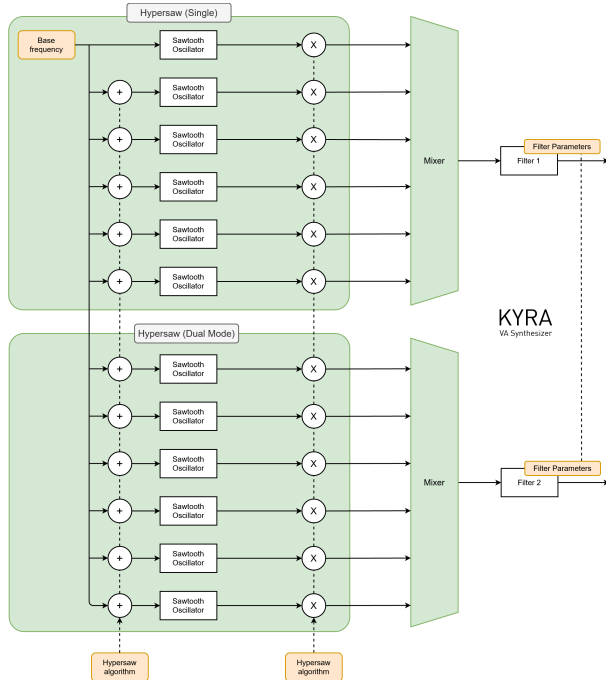 Hypersaw (Single)
Base
frequency
Sawtooth
Oscillator
X
+
Sawtooth
Oscillator
X
+
Sawtooth
Oscillator
X
+
Sawtooth
Oscillator
X
+
Sawtooth
Oscillator
X
+
Sawtooth
Oscillator
X
Mixer
Filter Parameters
Filter 1
KYRA
VA Synthesizer
Hypersaw (Dual Mode)
+
Sawtooth
Oscillator
X
+
Sawtooth
Oscillator
X
+
Sawtooth
Oscillator
X
+
Sawtooth
Oscillator
X
+
Sawtooth
Oscillator
X
+
Sawtooth
Oscillator
X
Mixer
Filter Parameters
Filter 2
Hypersaw
algorithm
Hypersaw
algorithm